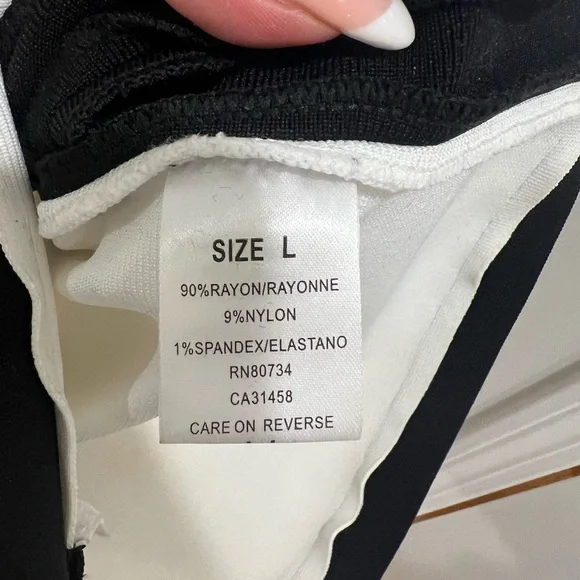 SIZE L
90%RAYON/RAYONNE
9%NYLON
1%SPANDEX/ELASTANO
RN80734
CA31458
CARE ON REVERSE